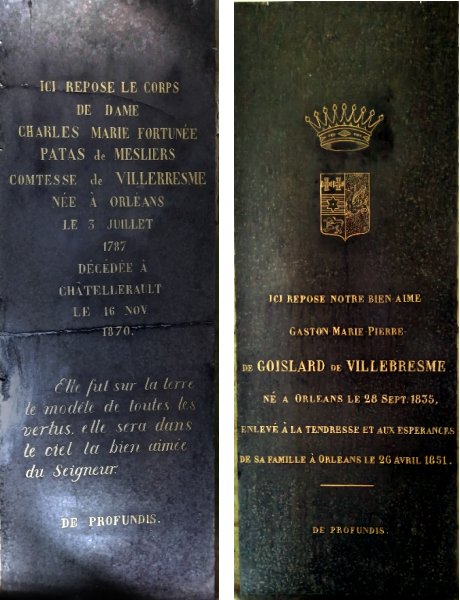 ICI REPOSE LE CORPS
DE DAME
CHARLES MARIE FORTUNÉE
PATAS de MESLIERS
COMTESSE de VILLERRESME
NÉE À ORLEANS
LE 3 JUILLET
1787
DÉCÉDÉE À
CHÂTELLERAULT
LE 16 NOV
1870.
Elle fut sur la terre
le modèle de toutes les
vertus, elle sera dans
le ciel la bien aimée
du Seigneur.
DE PROFUNDIS.
ICI REPOSE NOTRE BIEN-AIME
GASTON-MARIE-PIERRE-
DE GOISLARD DE VILLEBRESME
NÉ A ORLEANS LE 28 SEPT. 1835,
ENLEVÉ À LA TENDRESSE ET AUX ESPERANCES
DE SA FAMILLE À ORLEANS LE 26 AVRIL 1851.
DE PROFUNDIS.